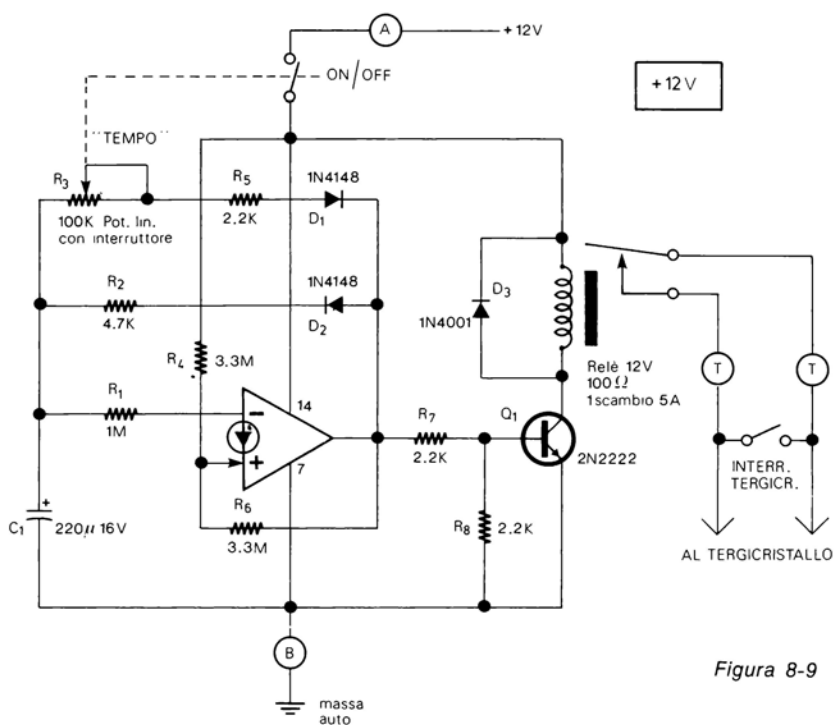 A
+12V
ON/OFF
+12V
"TEMPO"
R3
100K Pot. lin.
con interruttore
R5
2.2K
1N4148
D1
R2
4.7K
1N4148
D2
R4
3.3M
R1
1M
14
7
R6
3.3M
C1
+
220µ 16V
R7
2.2K
R8
2.2K
Q1
2N2222
D3
1N4001
Relè 12V
100Ω
1 scambio 5A
T
T
INTERR.
TERGICR.
AL TERGICRISTALLO
B
massa
auto
Figura 8-9